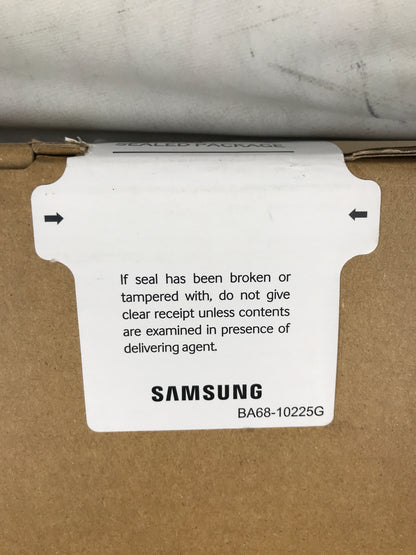 SEALED PACKAGE
If seal has been broken or
tampered with, do not give
clear receipt unless contents
are examined in presence of
delivering agent.
SAMSUNG
BA68-10225G